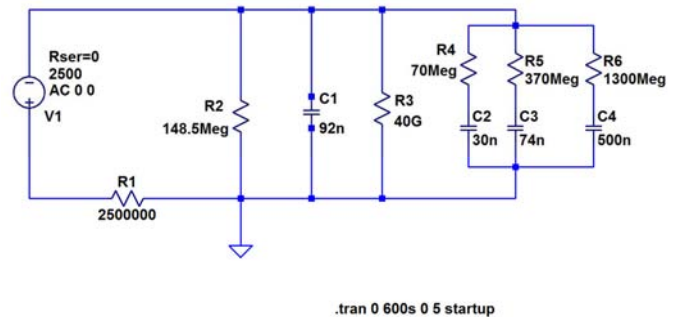 Rser=0
2500
AC 0 0
V1
R1
2500000
R2
148.5Meg
C1
92n
R3
40G
R4
70Meg
R5
370Meg
R6
1300Meg
C2
30n
C3
74n
C4
500n
.tran 0 600s 0 5 startup